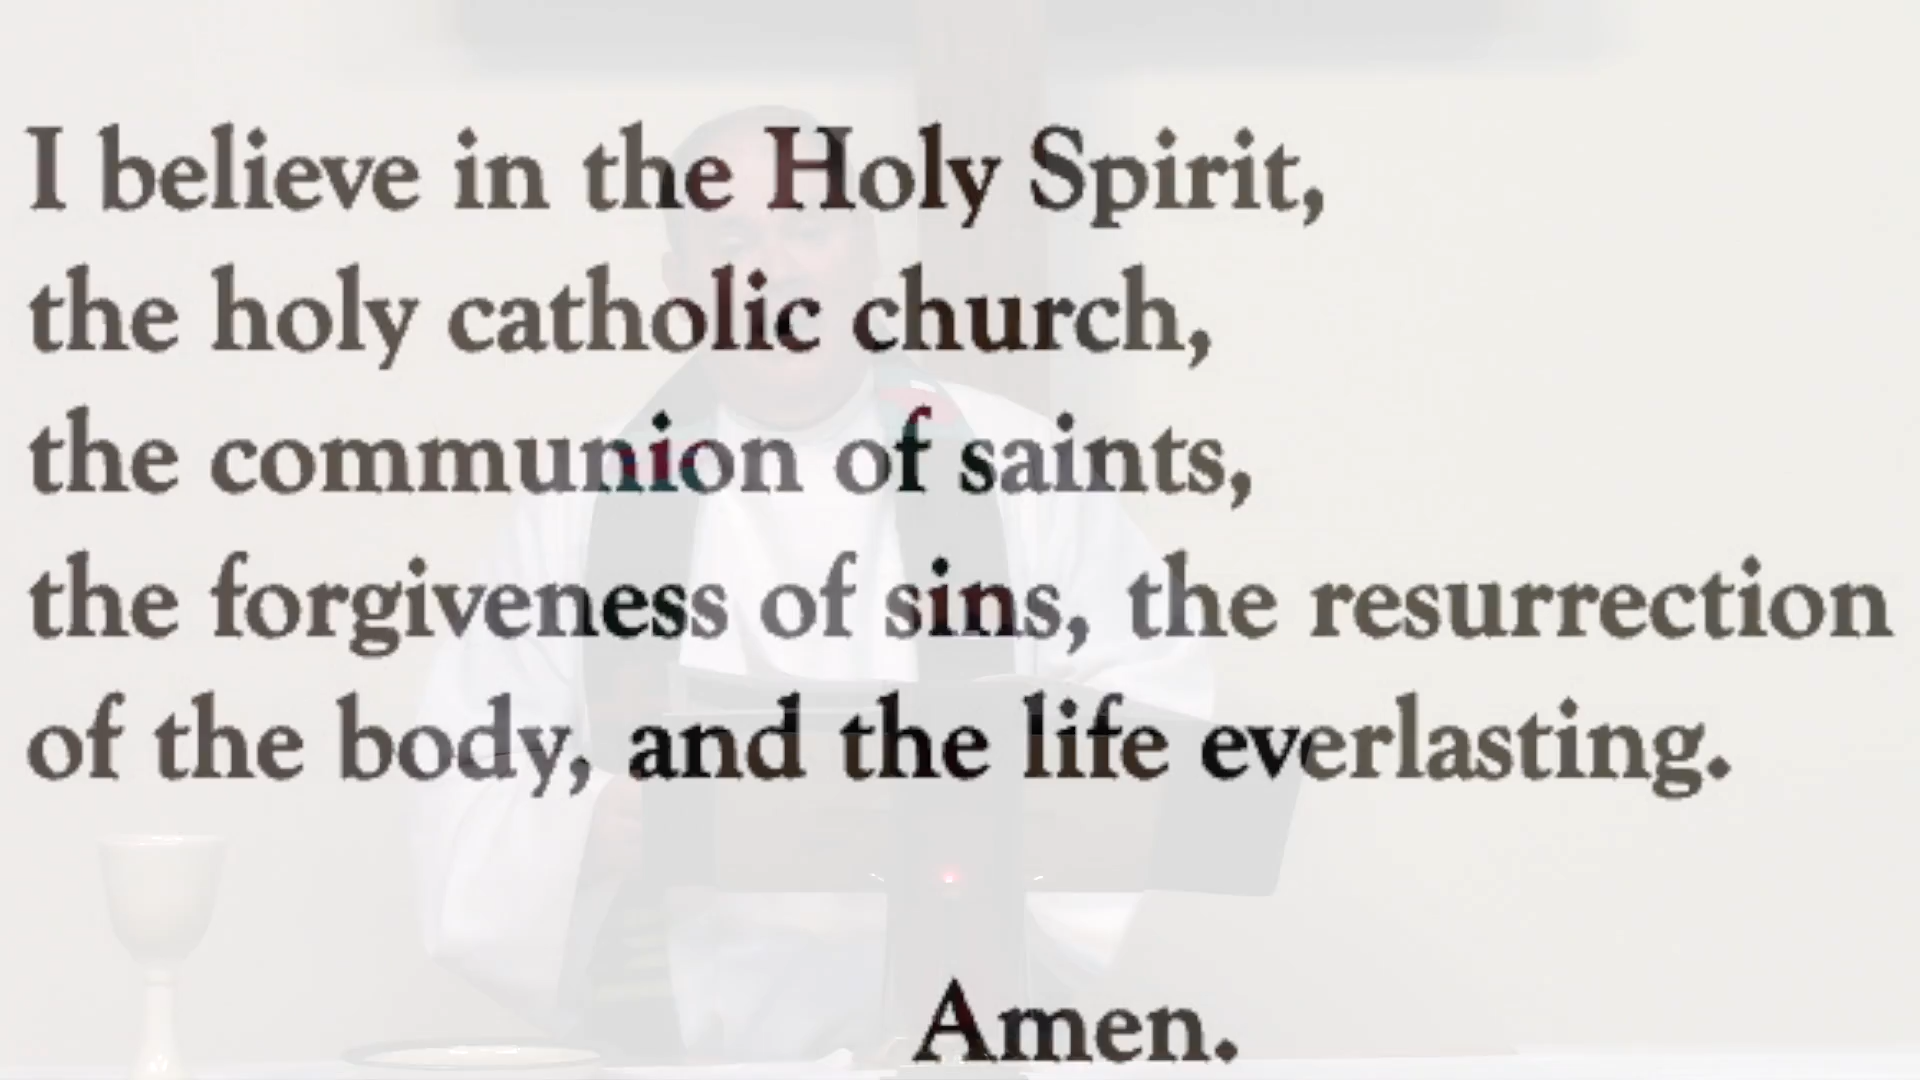 I believe in the Holy Spirit,
the holy catholic church,
the communion of saints,
the forgiveness of sins, the resurrection
of the body, and the life everlasting.
Amen.